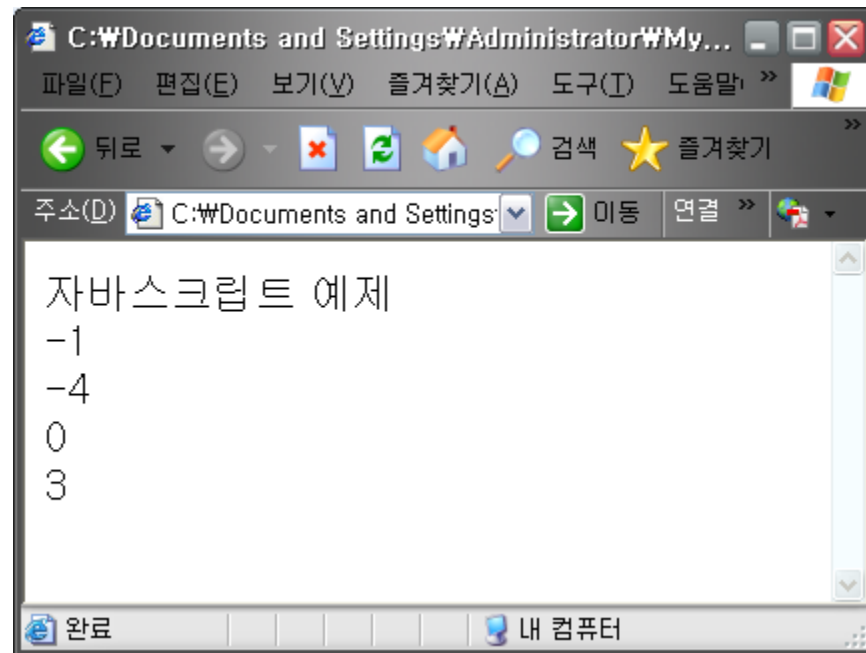 C:₩Documents and Settings₩Administrator₩My...
파일(F) 편집(E) 보기(V) 즐겨찾기(A) 도구(T) 도움말 »
뒤로 검색 즐겨찾기 »
주소(D) C:₩Documents and Settings 이동 연결 »
자바스크립트 예제
-1
-4
0
3
완료 내 컴퓨터